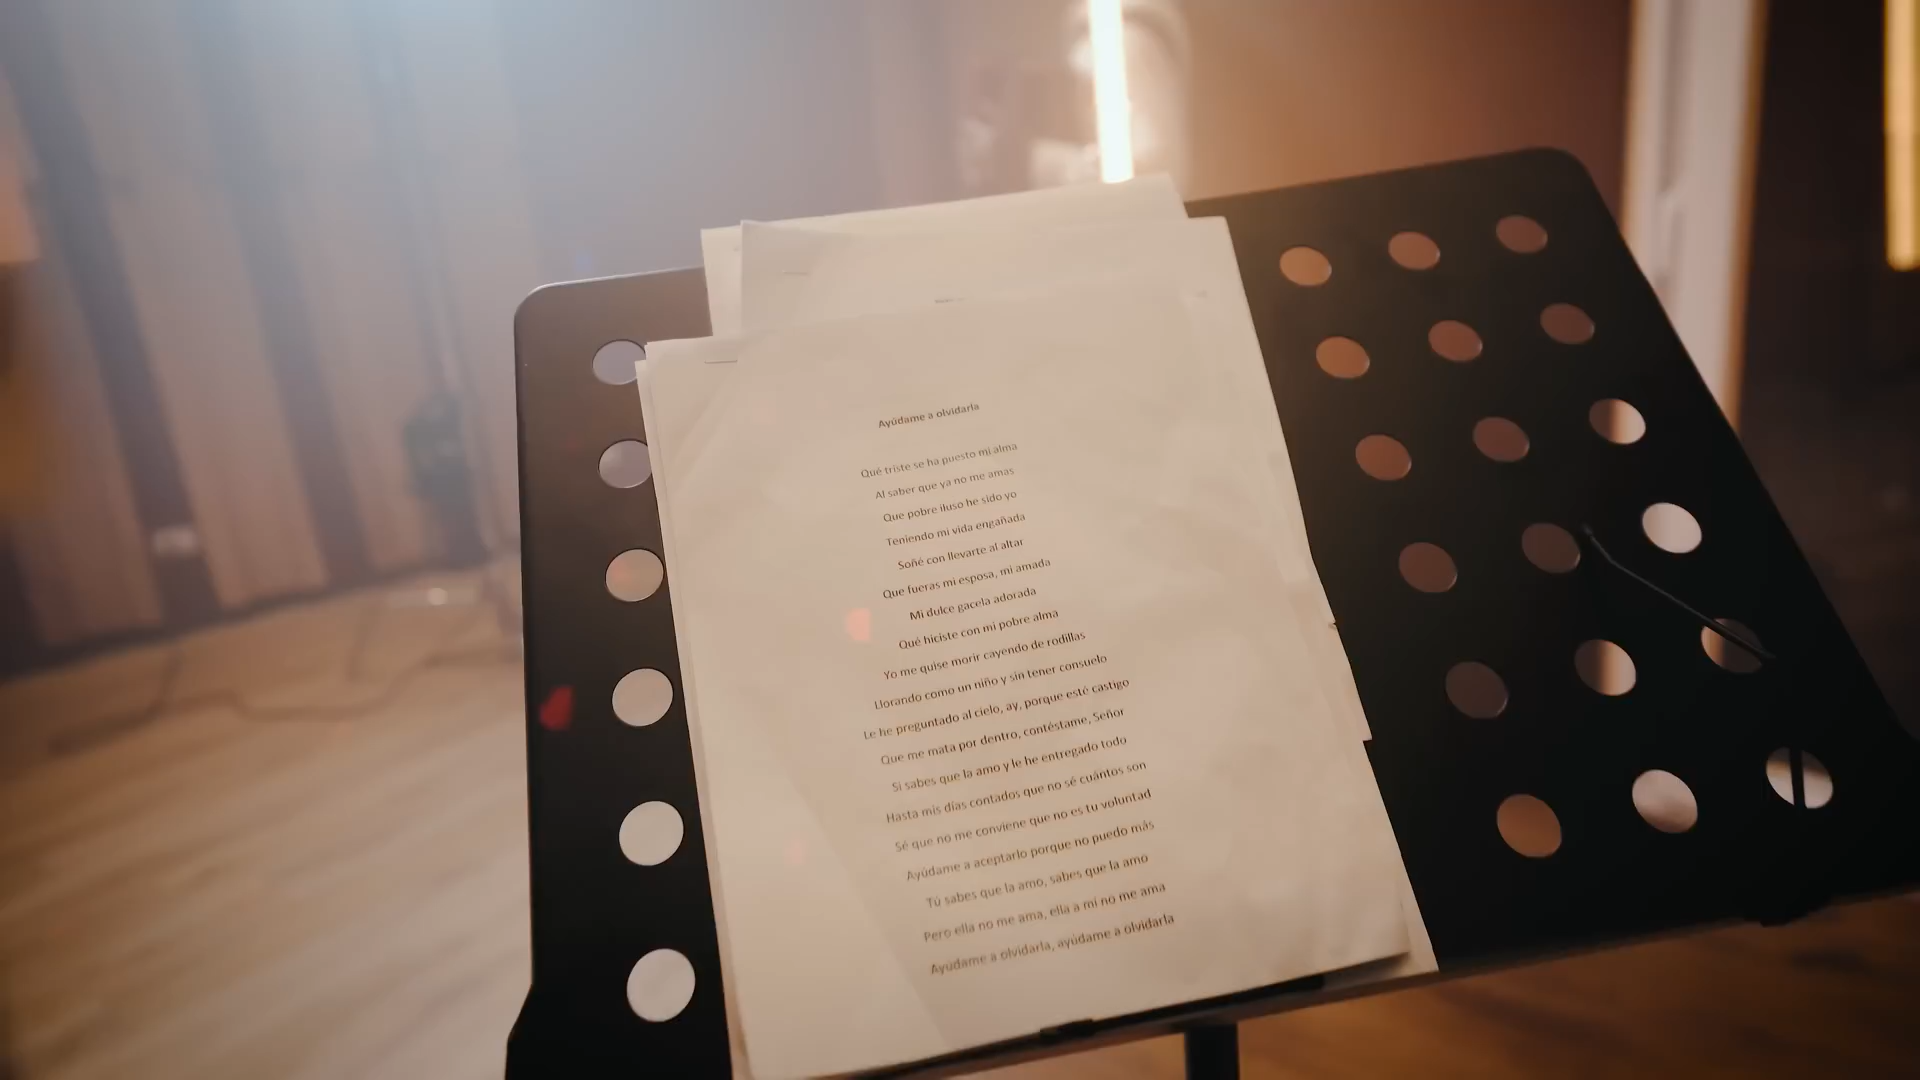 Ayúdame a olvidarla
Qué triste se ha puesto mi alma
Al saber que ya no me amas
Que pobre iluso he sido yo
Teniendo mi vida engañada
Soñé con llevarte al altar
Que fueras mi esposa, mi amada
Mi dulce gacela adorada
Qué hiciste con mi pobre alma
Yo me quise morir cayendo de rodillas
Llorando como un niño y sin tener consuelo
Le he preguntado al cielo, ay, porque esté castigo
Que me mata por dentro, contéstame, Señor
Si sabes que la amo y le he entregado todo
Hasta mis días contados que no sé cuántos son
Sé que no me conviene que no es tu voluntad
Ayúdame a aceptarlo porque no puedo más
Tú sabes que la amo, sabes que la amo
Pero ella no me ama, ella a mí no me ama
Ayúdame a olvidarla, ayúdame a olvidarla